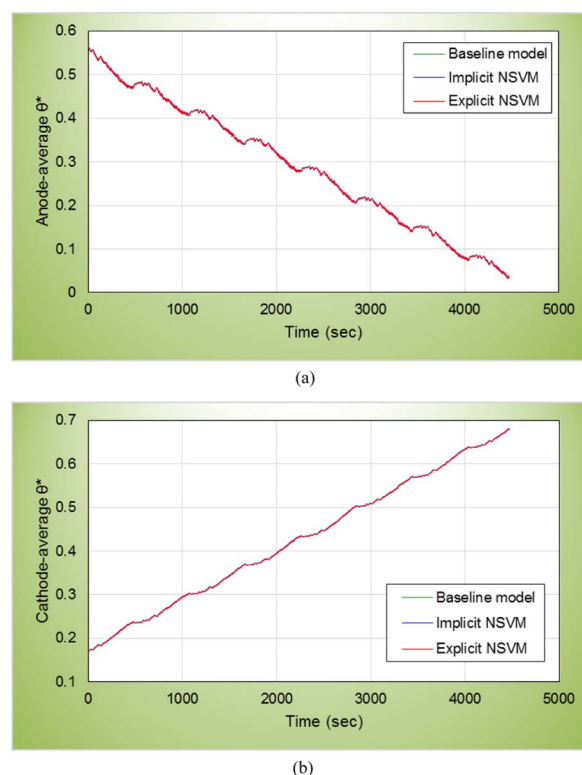 0.6
0.5
0.4
0.3
0.2
0.1
0
Anode-average θ*
Baseline model
Implicit NSVM
Explicit NSVM
0 1000 2000 3000 4000 5000
Time (sec)
(a)
0.7
0.6
0.5
0.4
0.3
0.2
0.1
Cathode-average θ*
Baseline model
Implicit NSVM
Explicit NSVM
0 1000 2000 3000 4000 5000
Time (sec)
(b)